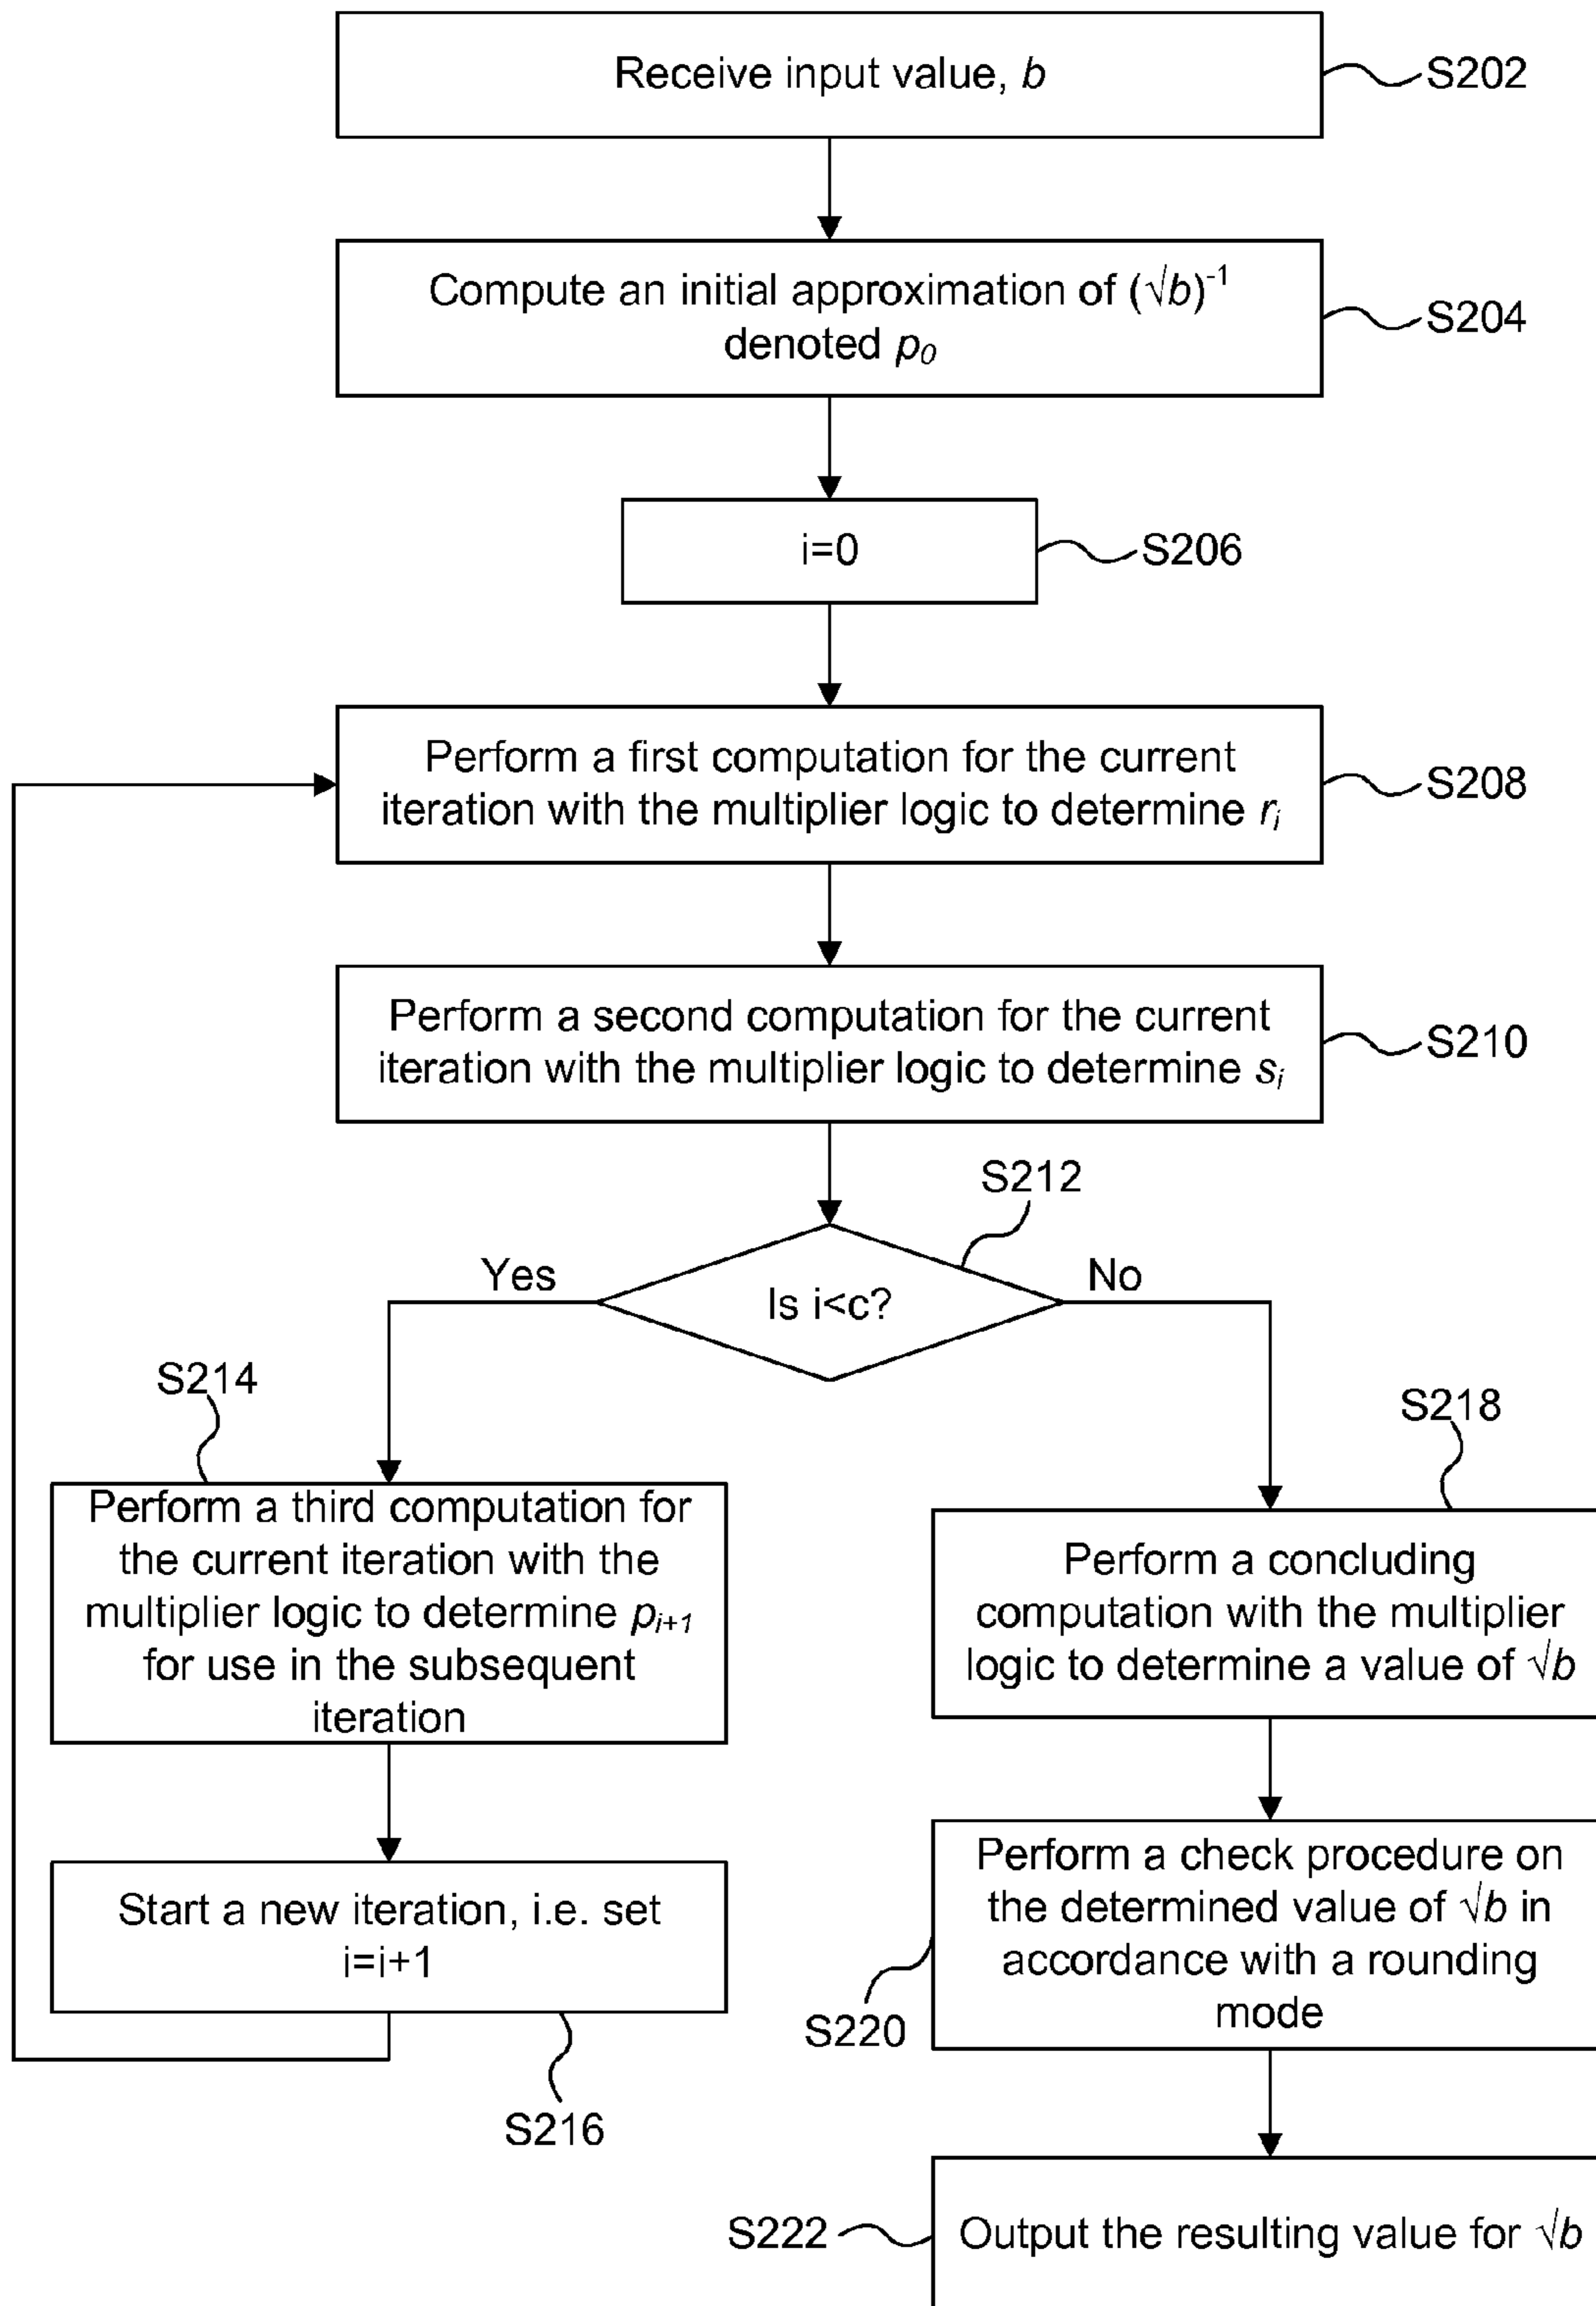 Receive input value, b
S202
Compute an initial approximation of (√b)⁻¹
denoted p₀
S204
i=0
S206
Perform a first computation for the current
iteration with the multiplier logic to determine rᵢ
S208
Perform a second computation for the current
iteration with the multiplier logic to determine sᵢ
S210
S212
Yes
Is i<c?
No
S214
Perform a third computation for
the current iteration with the
multiplier logic to determine pᵢ₊₁
for use in the subsequent
iteration
S218
Perform a concluding
computation with the multiplier
logic to determine a value of √b
Start a new iteration, i.e. set
i=i+1
S216
Perform a check procedure on
the determined value of √b in
accordance with a rounding
mode
S220
S222
Output the resulting value for √b